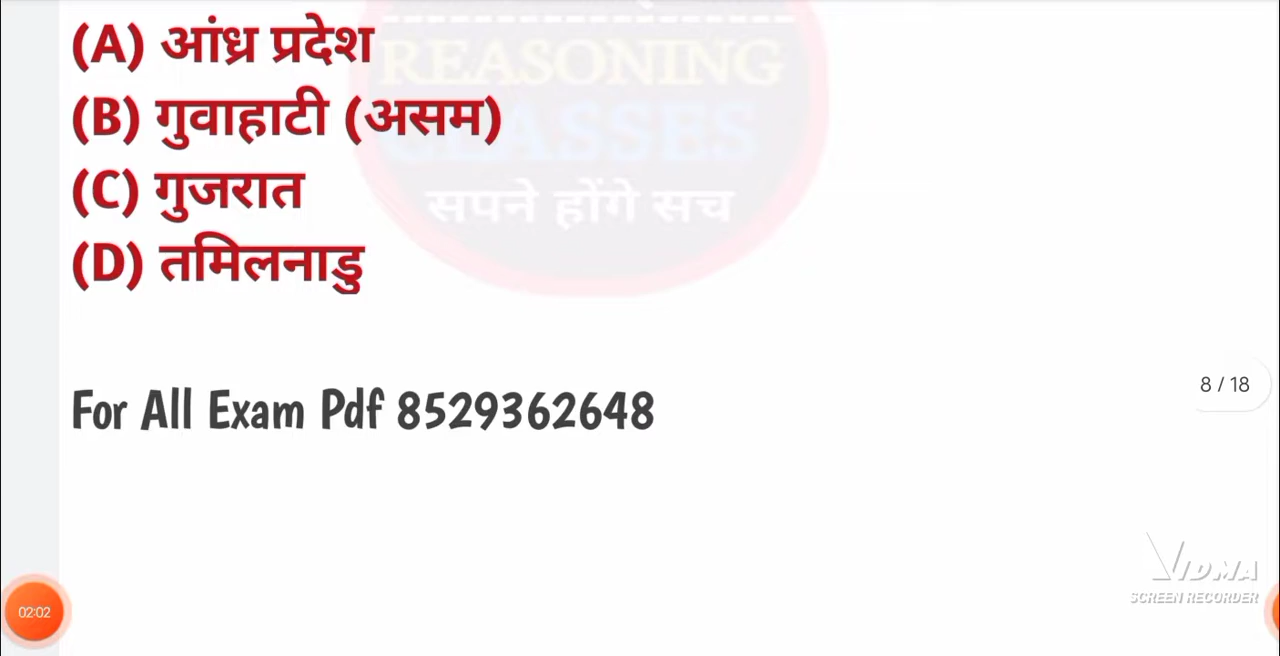 (A) आंध्र प्रदेश
REASONING
(B) गुवाहाटी (असम)
CLASSES
(C) गुजरात
सपने होंगे सच
(D) तमिलनाडु
For All Exam Pdf 8529362648
8 / 18
VIDMA
SCREEN RECORDER
02:02